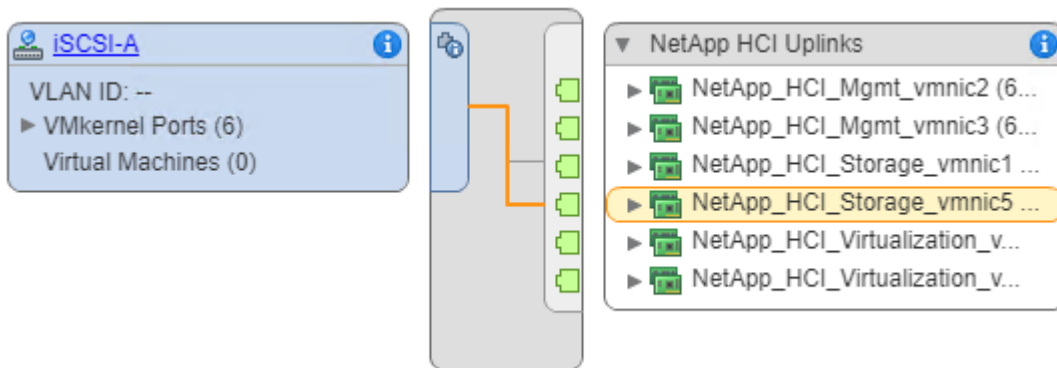 iSCSI-A
VLAN ID: --
VMkernel Ports (6)
Virtual Machines (0)
NetApp HCI Uplinks
NetApp_HCI_Mgmt_vmnic2 (6...
NetApp_HCI_Mgmt_vmnic3 (6...
NetApp_HCI_Storage_vmnic1 ...
NetApp_HCI_Storage_vmnic5 ...
NetApp_HCI_Virtualization_v...
NetApp_HCI_Virtualization_v...